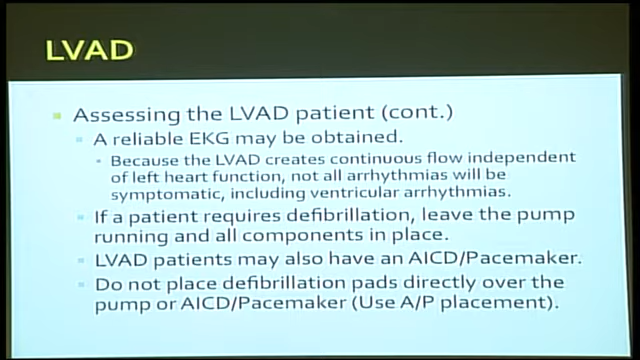 LVAD
Assessing the LVAD patient (cont.)
A reliable EKG may be obtained.
Because the LVAD creates continuous flow independent
of left heart function, not all arrhythmias will be
symptomatic, including ventricular arrhythmias.
If a patient requires defibrillation, leave the pump
running and all components in place.
LVAD patients may also have an AICD/Pacemaker.
Do not place defibrillation pads directly over the
pump or AICD/Pacemaker (Use A/P placement).